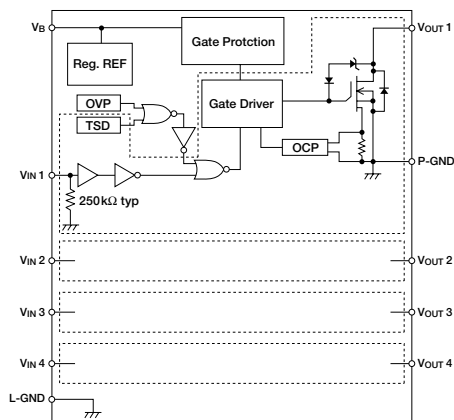 VB
VOUT 1
Gate Protction
Reg. REF
OVP
Gate Driver
TSD
OCP
VIN 1
P-GND
250kΩ typ
VIN 2
VOUT 2
VIN 3
VOUT 3
VIN 4
VOUT 4
L-GND